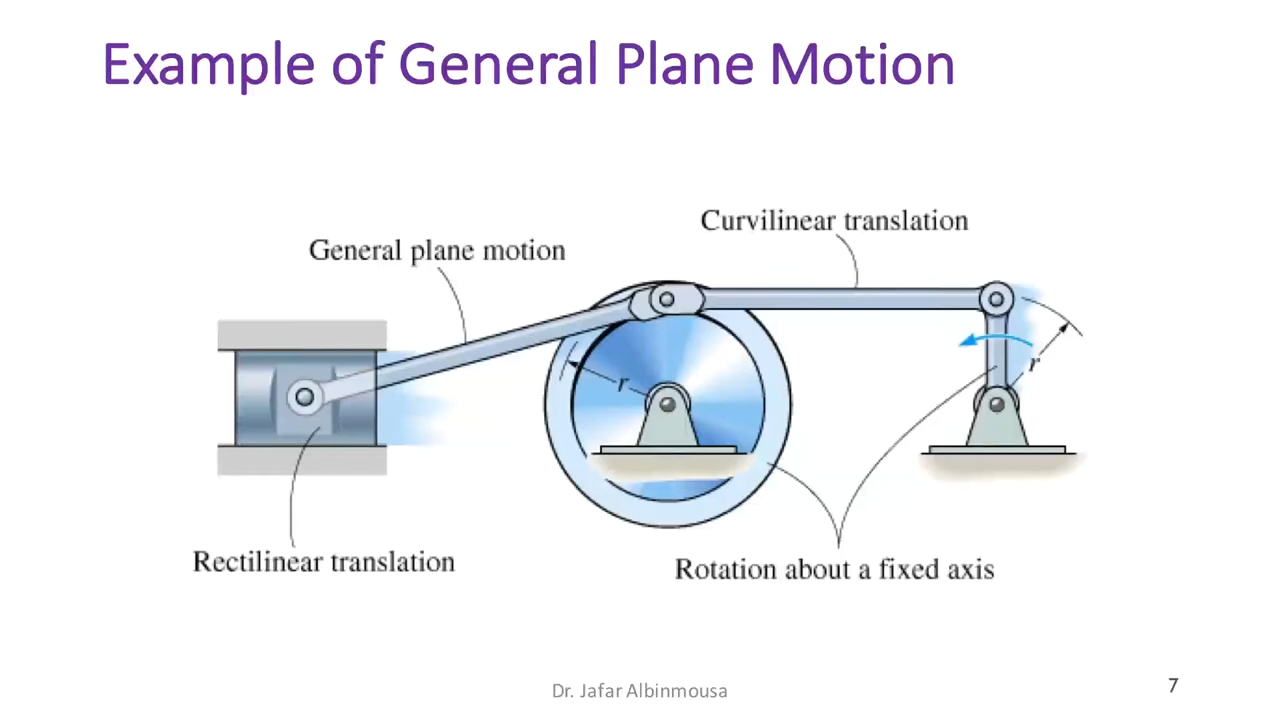 Example of General Plane Motion
Curvilinear translation
General plane motion
r
r
Rectilinear translation
Rotation about a fixed axis
Dr. Jafar Albinmousa
7